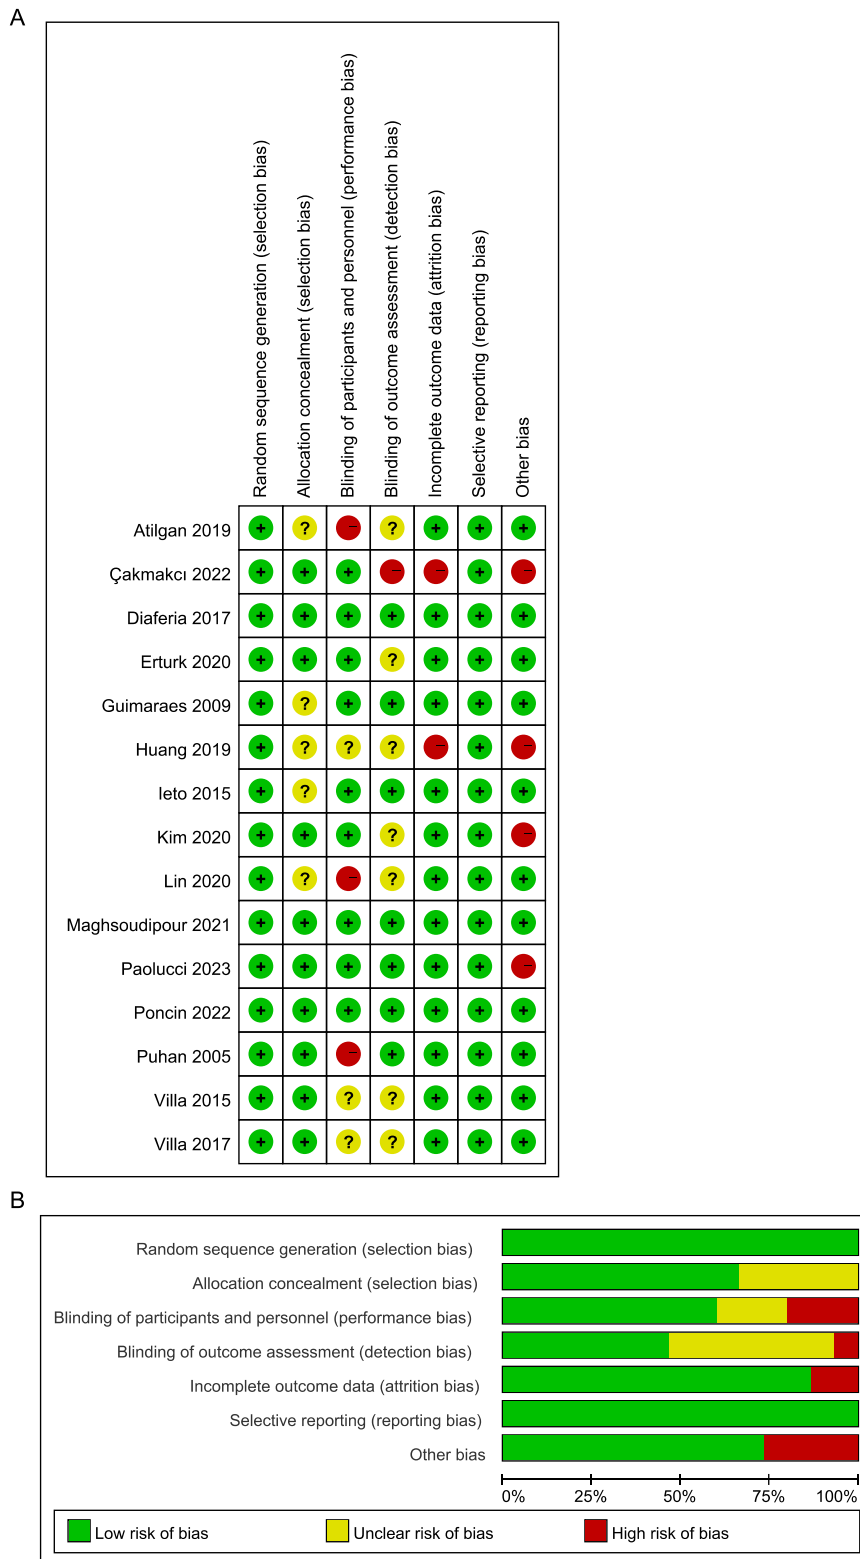 A
Random sequence generation (selection bias)
Allocation concealment (selection bias)
Blinding of participants and personnel (performance bias)
Blinding of outcome assessment (detection bias)
Incomplete outcome data (attrition bias)
Selective reporting (reporting bias)
Other bias
Atilgan 2019 + ? - ? + + +
Çakmakcı 2022 + + + - - + -
Diaferia 2017 + + + + + + +
Erturk 2020 + + + ? + + +
Guimaraes 2009 + ? + + + + +
Huang 2019 + ? ? ? - + -
Ieto 2015 + ? + + + + +
Kim 2020 + + + ? + + -
Lin 2020 + ? - ? + + +
Maghsoudipour 2021 + + + + + + +
Paolucci 2023 + + + + + + -
Poncin 2022 + + + + + + +
Puhan 2005 + + - + + + +
Villa 2015 + + ? ? + + +
Villa 2017 + + ? ? + + +
B
Random sequence generation (selection bias)
Allocation concealment (selection bias)
Blinding of participants and personnel (performance bias)
Blinding of outcome assessment (detection bias)
Incomplete outcome data (attrition bias)
Selective reporting (reporting bias)
Other bias
0% 25% 50% 75% 100%
Low risk of bias Unclear risk of bias High risk of bias